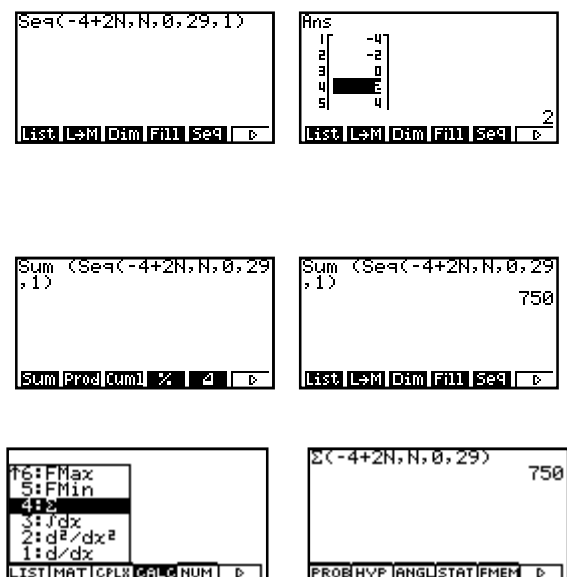 Seq(-4+2N,N,0,29,1)
List L→M Dim Fill Seq ▷
Ans
1 -4
2 -2
3 0
4 2
5 4
2
List L→M Dim Fill Seq ▷
Sum (Seq(-4+2N,N,0,29
,1)
Sum Prod Cuml % ⊿ ▷
Sum (Seq(-4+2N,N,0,29
,1)
750
List L→M Dim Fill Seq ▷
↑6:FMax
5:FMin
4:Σ
3:∫dx
2:d²/dx²
1:d/dx
LIST MAT CPLX CALC NUM ▷
Σ(-4+2N,N,0,29)
750
PROB HYP ANGL STAT FMEM ▷